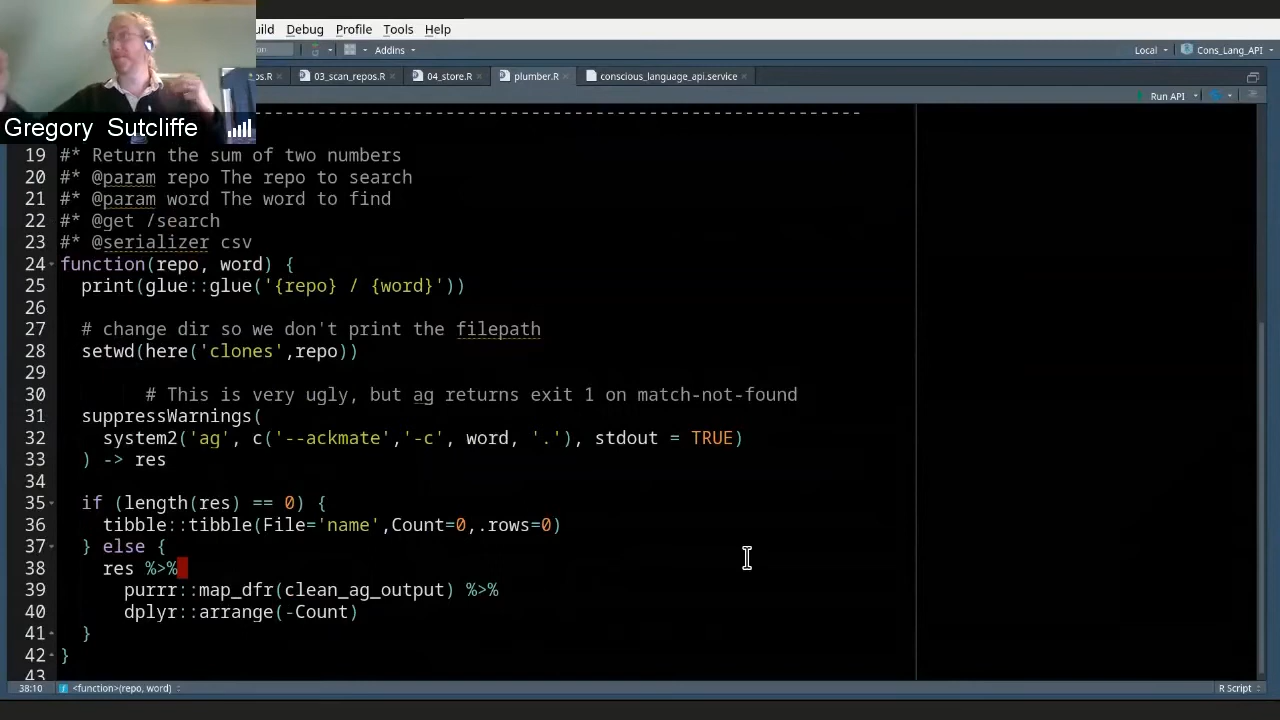 uild Debug Profile Tools Help
Addins
Local
Cons_Lang_API
os.R
03_scan_repos.R
04_store.R
plumber.R
conscious_language_api.service
Run API
Gregory Sutcliffe
19 #* Return the sum of two numbers
20 #* @param repo The repo to search
21 #* @param word The word to find
22 #* @get /search
23 #* @serializer csv
24 function(repo, word) {
25 print(glue::glue('{repo} / {word}'))
26
27 # change dir so we don't print the filepath
28 setwd(here('clones',repo))
29
30 # This is very ugly, but ag returns exit 1 on match-not-found
31 suppressWarnings(
32 system2('ag', c('--ackmate','-c', word, '.'), stdout = TRUE)
33 ) -> res
34
35 if (length(res) == 0) {
36 tibble::tibble(File='name',Count=0,.rows=0)
37 } else {
38 res %>%
39 purrr::map_dfr(clean_ag_output) %>%
40 dplyr::arrange(-Count)
41 }
42 }
43
38:10 <function>(repo, word) R Script